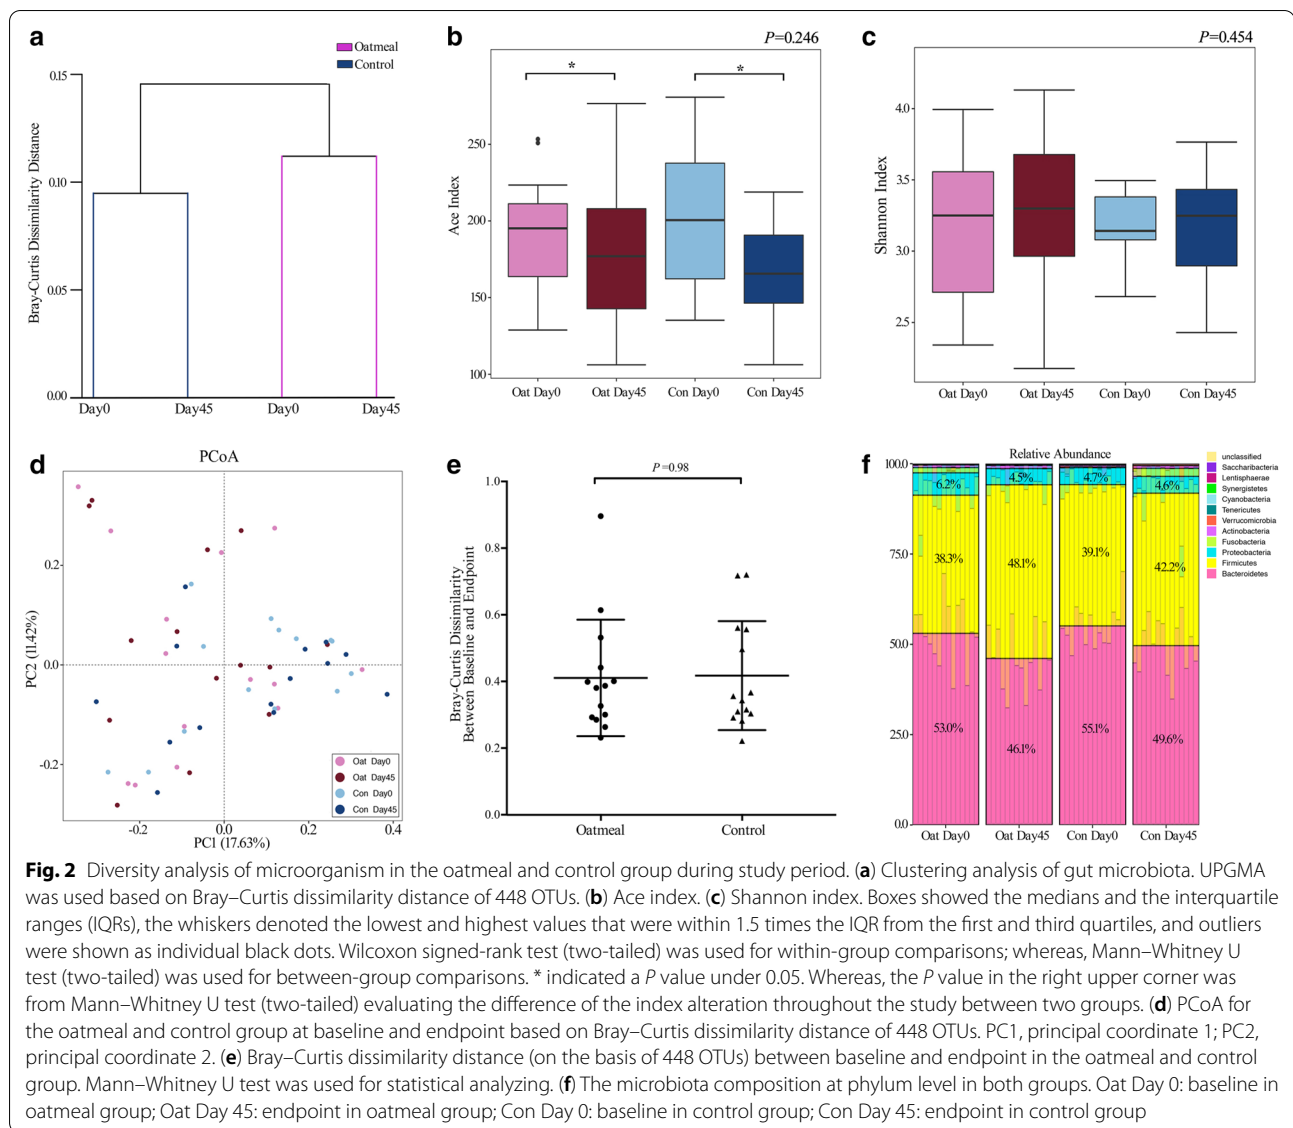 a
Oatmeal
Control
0.15
0.10
0.05
0.00
Bray-Curtis Dissimilarity Distance
Day0 Day45 Day0 Day45
b
P=0.246
*
*
250
200
150
100
Ace Index
Oat Day0 Oat Day45 Con Day0 Con Day45
c
P=0.454
4.0
3.5
3.0
2.5
Shannon Index
Oat Day0 Oat Day45 Con Day0 Con Day45
d
PCoA
0.2
0.0
-0.2
PC2 (11.42%)
Oat Day0
Oat Day45
Con Day0
Con Day45
-0.2 0.0 0.2 0.4
PC1 (17.63%)
e
P=0.98
1.0
0.8
0.6
0.4
0.2
0.0
Bray-Curtis Dissimilarity
Between Baseline and Endpoint
Oatmeal Control
f
Relative Abundance
100.0
75.0
50.0
25.0
0.0
6.2% 4.5% 4.7% 4.6%
38.3% 48.1% 39.1% 42.2%
53.0% 46.1% 55.1% 49.6%
Oat Day0 Oat Day45 Con Day0 Con Day45
unclassified
Saccharibacteria
Lentisphaerae
Synergistetes
Cyanobacteria
Tenericutes
Verrucomicrobia
Actinobacteria
Fusobacteria
Proteobacteria
Firmicutes
Bacteroidetes
Fig. 2 Diversity analysis of microorganism in the oatmeal and control group during study period. (a) Clustering analysis of gut microbiota. UPGMA
was used based on Bray–Curtis dissimilarity distance of 448 OTUs. (b) Ace index. (c) Shannon index. Boxes showed the medians and the interquartile
ranges (IQRs), the whiskers denoted the lowest and highest values that were within 1.5 times the IQR from the first and third quartiles, and outliers
were shown as individual black dots. Wilcoxon signed-rank test (two-tailed) was used for within-group comparisons; whereas, Mann–Whitney U
test (two-tailed) was used for between-group comparisons. * indicated a P value under 0.05. Whereas, the P value in the right upper corner was
from Mann–Whitney U test (two-tailed) evaluating the difference of the index alteration throughout the study between two groups. (d) PCoA for
the oatmeal and control group at baseline and endpoint based on Bray–Curtis dissimilarity distance of 448 OTUs. PC1, principal coordinate 1; PC2,
principal coordinate 2. (e) Bray–Curtis dissimilarity distance (on the basis of 448 OTUs) between baseline and endpoint in the oatmeal and control
group. Mann–Whitney U test was used for statistical analyzing. (f) The microbiota composition at phylum level in both groups. Oat Day 0: baseline in
oatmeal group; Oat Day 45: endpoint in oatmeal group; Con Day 0: baseline in control group; Con Day 45: endpoint in control group